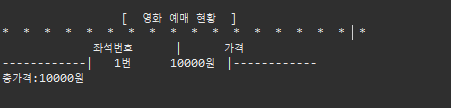 [ 영화 예매 현황 ]
* * * * * * * * * * * * * * * * * * * * * * * * * *|*
좌석번호 | 가격
------------| 1번 10000원 |------------
총가격:10000원